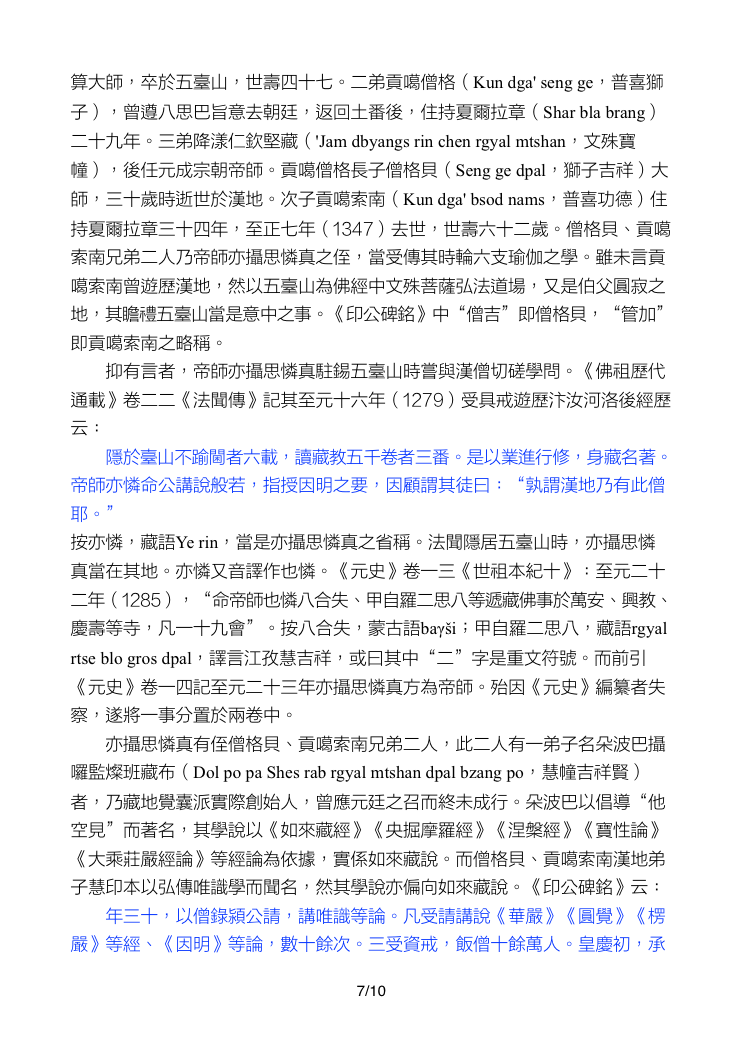 算大師，卒於五臺山，世壽四十七。二弟貢噶僧格（Kun dga' seng ge，普喜獅
子），曾遵八思巴旨意去朝廷，返回土番後，住持夏爾拉章（Shar bla brang）
二十九年。三弟降漾仁欽堅藏（'Jam dbyangs rin chen rgyal mtshan，文殊寶
幢），後任元成宗朝帝師。貢噶僧格長子僧格貝（Seng ge dpal，獅子吉祥）大
師，三十歲時逝世於漢地。次子貢噶索南（Kun dga' bsod nams，普喜功德）住
持夏爾拉章三十四年，至正七年（1347）去世，世壽六十二歲。僧格貝、貢噶
索南兄弟二人乃帝師亦攝思憐真之侄，當受傳其時輪六支瑜伽之學。雖未言貢
噶索南曾遊歷漢地，然以五臺山為佛經中文殊菩薩弘法道場，又是伯父圓寂之
地，其瞻禮五臺山當是意中之事。《印公碑銘》中“僧吉”即僧格貝，“管加”
即貢噶索南之略稱。
抑有言者，帝師亦攝思憐真駐錫五臺山時嘗與漢僧切磋學問。《佛祖歷代
通載》卷二二《法聞傳》記其至元十六年（1279）受具戒遊歷汴汝河洛後經歷
云：
隱於臺山不踰閫者六載，讀藏教五千卷者三番。是以業進行修，身藏名著。
帝師亦憐命公講說般若，指授因明之要，因顧謂其徒曰：“孰謂漢地乃有此僧
耶。”
按亦憐，藏語Ye rin，當是亦攝思憐真之省稱。法聞隱居五臺山時，亦攝思憐
真當在其地。亦憐又音譯作也憐。《元史》卷一三《世祖本紀十》：至元二十
二年（1285），“命帝師也憐八合失、甲自羅二思八等遞藏佛事於萬安、興教、
慶壽等寺，凡一十九會”。按八合失，蒙古語baγši；甲自羅二思八，藏語rgyal
rtse blo gros dpal，譯言江孜慧吉祥，或曰其中“二”字是重文符號。而前引
《元史》卷一四記至元二十三年亦攝思憐真方為帝師。殆因《元史》編纂者失
察，遂將一事分置於兩卷中。
亦攝思憐真有侄僧格貝、貢噶索南兄弟二人，此二人有一弟子名朵波巴攝
囉監燦班藏布（Dol po pa Shes rab rgyal mtshan dpal bzang po，慧幢吉祥賢）
者，乃藏地覺囊派實際創始人，曾應元廷之召而終未成行。朵波巴以倡導“他
空見”而著名，其學說以《如來藏經》《央掘摩羅經》《涅槃經》《寶性論》
《大乘莊嚴經論》等經論為依據，實係如來藏說。而僧格貝、貢噶索南漢地弟
子慧印本以弘傳唯識學而聞名，然其學說亦偏向如來藏說。《印公碑銘》云：
年三十，以僧錄潁公請，講唯識等論。凡受請講說《華嚴》《圓覺》《楞
嚴》等經、《因明》等論，數十餘次。三受資戒，飯僧十餘萬人。皇慶初，承
7/10